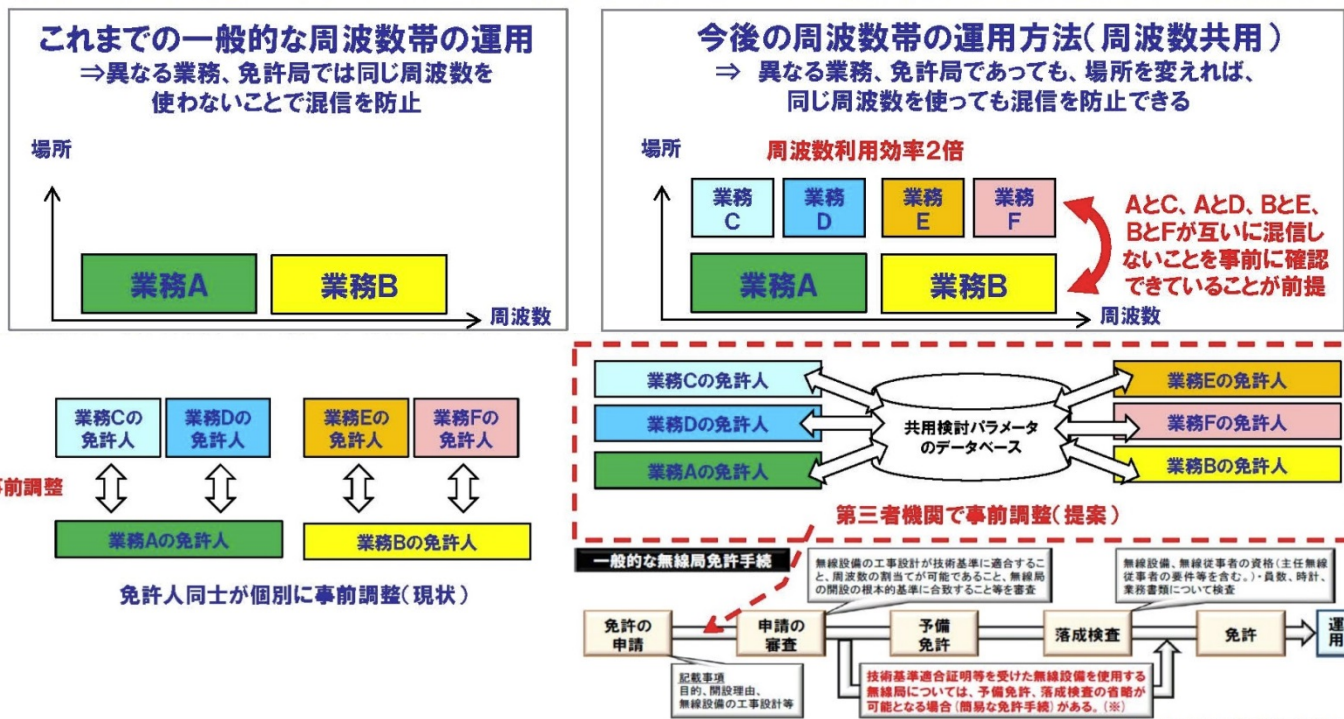 これまでの一般的な周波数帯の運用
⇒異なる業務、免許局では同じ周波数を
使わないことで混信を防止
場所
業務A
業務B
周波数
今後の周波数帯の運用方法(周波数共用)
⇒ 異なる業務、免許局であっても、場所を変えれば、
同じ周波数を使っても混信を防止できる
場所
周波数利用効率2倍
業務
C
業務
D
業務
E
業務
F
業務A
業務B
周波数
AとC、AとD、BとE、
BとFが互いに混信し
ないことを事前に確認
できていることが前提
業務Cの
免許人
業務Dの
免許人
業務Eの
免許人
業務Fの
免許人
事前調整
業務Aの免許人
業務Bの免許人
免許人同士が個別に事前調整(現状)
業務Cの免許人
業務Dの免許人
業務Aの免許人
共用検討パラメータ
のデータベース
業務Eの免許人
業務Fの免許人
業務Bの免許人
第三者機関で事前調整(提案)
一般的な無線局免許手続
無線設備の工事設計が技術基準に適合するこ
と、周波数の割当てが可能であること、無線局
の開設の根本的基準に合致すること等を審査
無線設備、無線従事者の資格(主任無線
従事者の要件等を含む。)・員数、時計、
業務書類について検査
免許の
申請
申請の
審査
予備
免許
落成検査
免許
運
用
記載事項
目的、開設理由、
無線設備の工事設計等
技術基準適合証明等を受けた無線設備を使用する
無線局については、予備免許、落成検査の省略が
可能となる場合(簡易な免許手続)がある。(※)